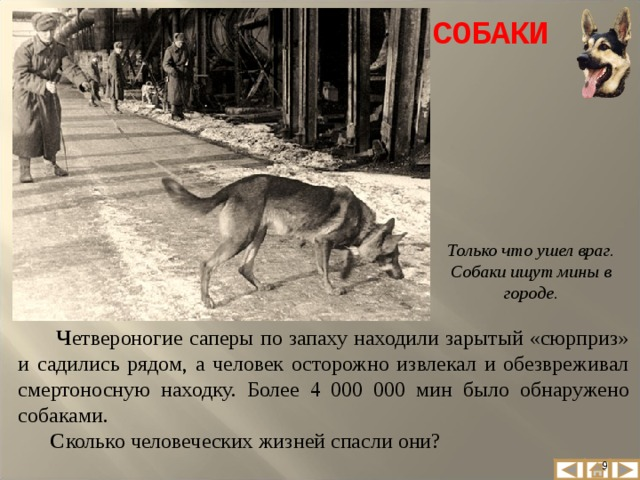 СОБАКИ
Только что ушел враг.
Собаки ищут мины в
городе.
Четвероногие саперы по запаху находили зарытый «сюрприз»
и садились рядом, а человек осторожно извлекал и обезвреживал
смертоносную находку. Более 4 000 000 мин было обнаружено
собаками.
Сколько человеческих жизней спасли они?
9